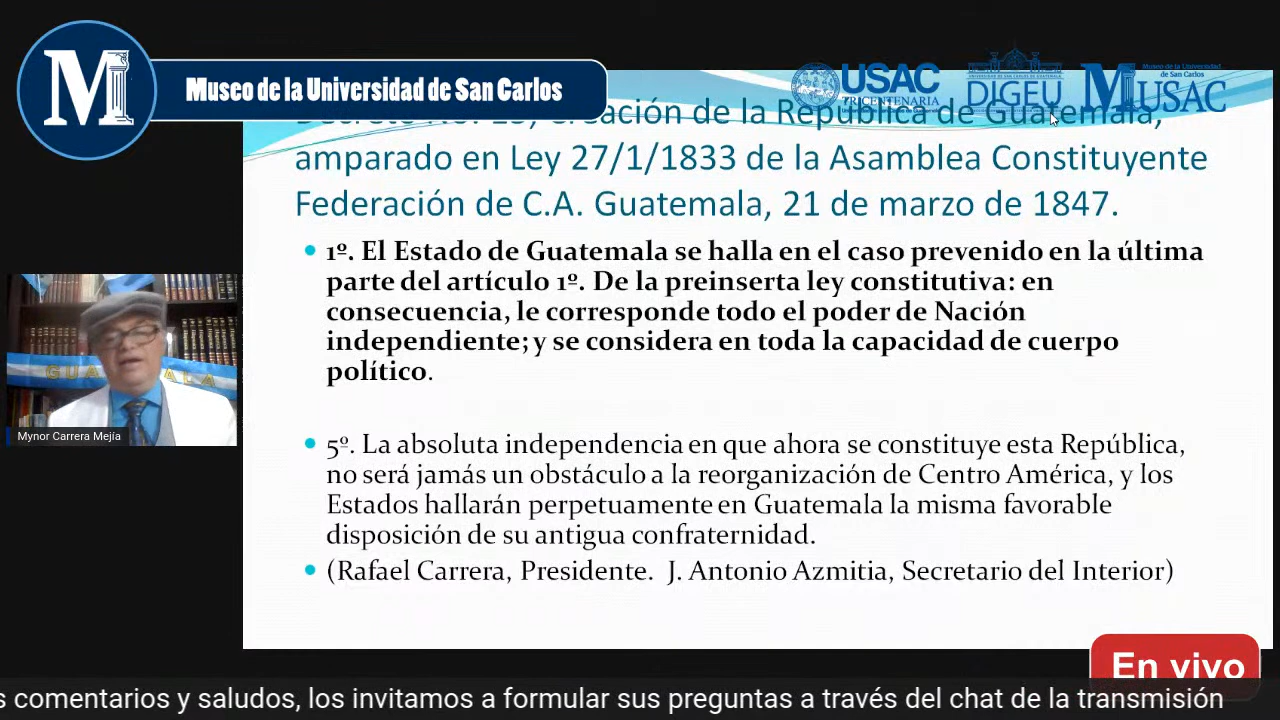 M
Museo de la Universidad de San Carlos
USAC
TRICENTENARIA
DIGEU
Museo de la Universidad
de San Carlos
MUSAC
Creación de la República de Guatemala,
amparado en Ley 27/1/1833 de la Asamblea Constituyente
Federación de C.A. Guatemala, 21 de marzo de 1847.
• 1º. El Estado de Guatemala se halla en el caso prevenido en la última
parte del artículo 1º. De la preinserta ley constitutiva: en
consecuencia, le corresponde todo el poder de Nación
independiente; y se considera en toda la capacidad de cuerpo
político.
GUATEMALA
Mynor Carrera Mejía
• 5º. La absoluta independencia en que ahora se constituye esta República,
no será jamás un obstáculo a la reorganización de Centro América, y los
Estados hallarán perpetuamente en Guatemala la misma favorable
disposición de su antigua confraternidad.
• (Rafael Carrera, Presidente. J. Antonio Azmitia, Secretario del Interior)
En vivo
s comentarios y saludos, los invitamos a formular sus preguntas a través del chat de la transmisión